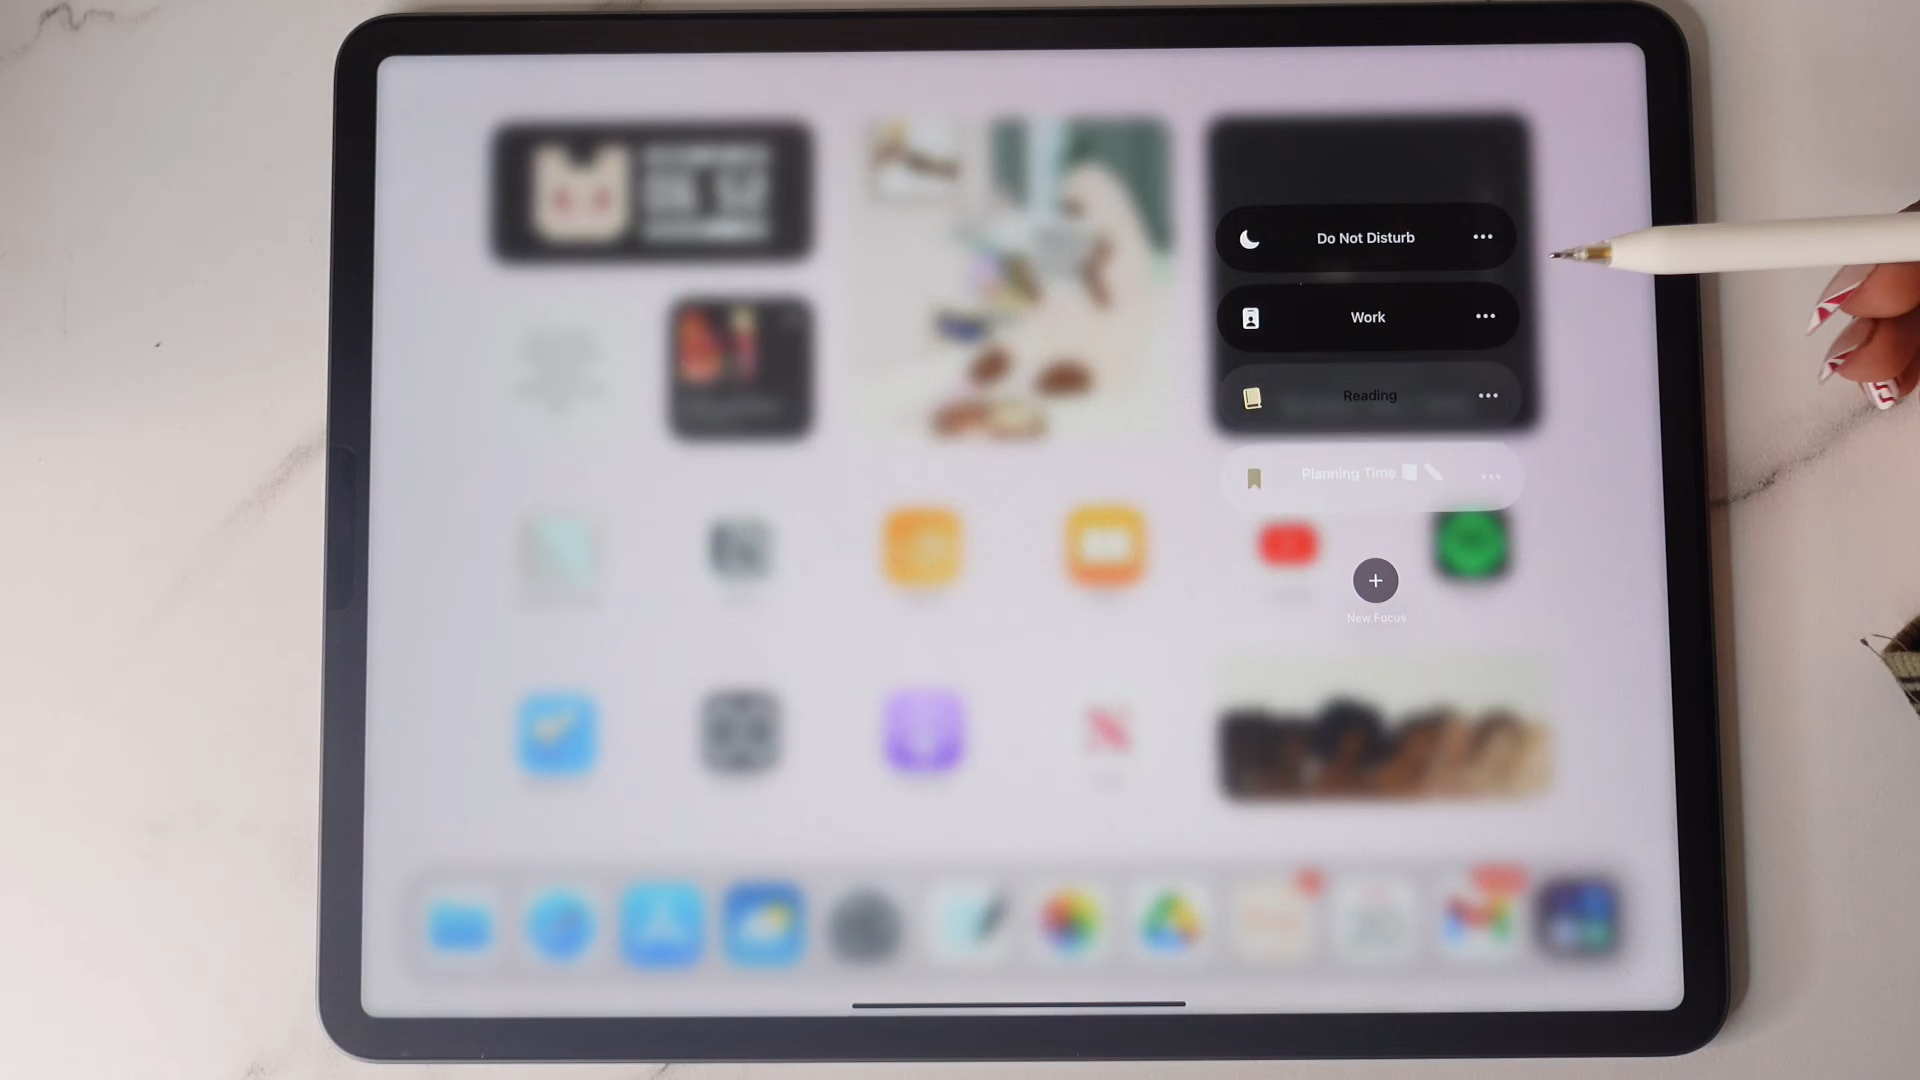 Do Not Disturb
Work
Reading
Planning Time
New Focus